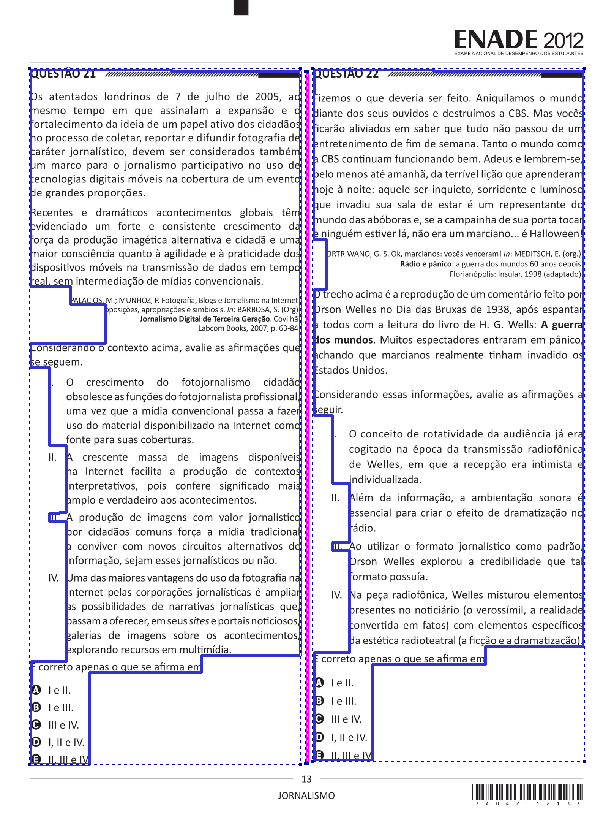 ENADE 2012
EXAME NACIONAL DE DESEMPENHO DOS ESTUDANTES
QUESTÃO 21
Os atentados londrinos de 7 de julho de 2005, ao
mesmo tempo em que assinalam a expansão e o
fortalecimento da ideia de um papel ativo dos cidadãos
no processo de coletar, reportar e difundir fotografia de
caráter jornalístico, devem ser considerados também
um marco para o jornalismo participativo no uso de
tecnologias digitais móveis na cobertura de um evento
de grandes proporções.
Recentes e dramáticos acontecimentos globais têm
evidenciado um forte e consistente crescimento da
força da produção imagética alternativa e cidadã e uma
maior consciência quanto à agilidade e à praticidade dos
dispositivos móveis na transmissão de dados em tempo
real, sem intermediação de mídias convencionais.
PALACIOS, M.; MUNHOZ, P. Fotografia, Blogs e Jornalismo na Internet
oposições, apropriações e simbioses. In: BARBOSA, S. (Org)
Jornalismo Digital de Terceira Geração. Covilhã
Labcom Books, 2007, p. 63-84
Considerando o contexto acima, avalie as afirmações que
se seguem.
I. O crescimento do fotojornalismo cidadão
obsolesce as funções do fotojornalista profissional,
uma vez que a mídia convencional passa a fazer
uso do material disponibilizado na Internet como
fonte para suas coberturas.
II. A crescente massa de imagens disponíveis
na Internet facilita a produção de contextos
interpretativos, pois confere significado mais
amplo e verdadeiro aos acontecimentos.
III. A produção de imagens com valor jornalístico
por cidadãos comuns força a mídia tradicional
a conviver com novos circuitos alternativos de
informação, sejam esses jornalísticos ou não.
IV. Uma das maiores vantagens do uso da fotografia na
Internet pelas corporações jornalísticas é ampliar
as possibilidades de narrativas jornalísticas que
passam a oferecer, em seus sites e portais noticiosos,
galerias de imagens sobre os acontecimentos,
explorando recursos em multimídia.
É correto apenas o que se afirma em
A I e II.
B I e III.
C III e IV.
D I, II e IV.
E II, III e IV
QUESTÃO 22
Fizemos o que deveria ser feito. Aniquilamos o mundo
diante dos seus ouvidos e destruímos a CBS. Mas vocês
ficarão aliviados em saber que tudo não passou de um
entretenimento de fim de semana. Tanto o mundo como
a CBS continuam funcionando bem. Adeus e lembrem-se,
pelo menos até amanhã, da terrível lição que aprenderam
hoje à noite: aquele ser inquieto, sorridente e luminoso
que invadiu sua sala de estar é um representante do
mundo das abóboras e, se a campainha de sua porta tocar
e ninguém estiver lá, não era um marciano... é Halloween!
ORTRIWANO, G. S. Ok, marcianos: vocês venceram! In: MEDITSCH, E. (org.)
Rádio e pânico: a guerra dos mundos 60 anos depois
Florianópolis: Insular, 1998 (adaptado)
O trecho acima é a reprodução de um comentário feito por
Orson Welles no Dia das Bruxas de 1938, após espantar
a todos com a leitura do livro de H. G. Wells: A guerra
dos mundos. Muitos espectadores entraram em pânico,
achando que marcianos realmente tinham invadido os
Estados Unidos.
Considerando essas informações, avalie as afirmações a
seguir.
I. O conceito de rotatividade da audiência já era
cogitado na época da transmissão radiofônica
de Welles, em que a recepção era intimista e
individualizada.
II. Além da informação, a ambientação sonora é
essencial para criar o efeito de dramatização no
rádio.
III. Ao utilizar o formato jornalístico como padrão,
Orson Welles explorou a credibilidade que tal
formato possuía.
IV. Na peça radiofônica, Welles misturou elementos
presentes no noticiário (o verossímil, a realidade
convertida em fatos) com elementos específicos
da estética radioteatral (a ficção e a dramatização).
É correto apenas o que se afirma em
A I e II.
B I e III.
C III e IV.
D I, II e IV.
E II, III e IV
13
JORNALISMO